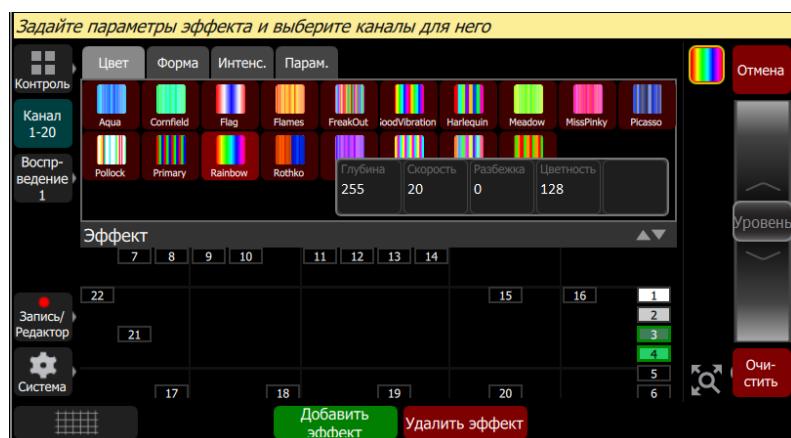 Задайте параметры эффекта и выберите каналы для него
Контроль
Цвет Форма Интенс. Парам.
Отмена
Канал
1-20
Aqua Cornfield Flag Flames FreakOut GoodVibration Harlequin Meadow MissPinky Picasso
Воспр-
ведение
1
Pollock Primary Rainbow Rothko
Глубина Скорость Разбежка Цветность
255 20 0 128
Уровень
Эффект
7 8 9 10 11 12 13 14
22 15 16 1
2
Запись/
Редактор
21 3
4
Система
5
17 18 19 20 6
Очи-
стить
Добавить
эффект
Удалить эффект